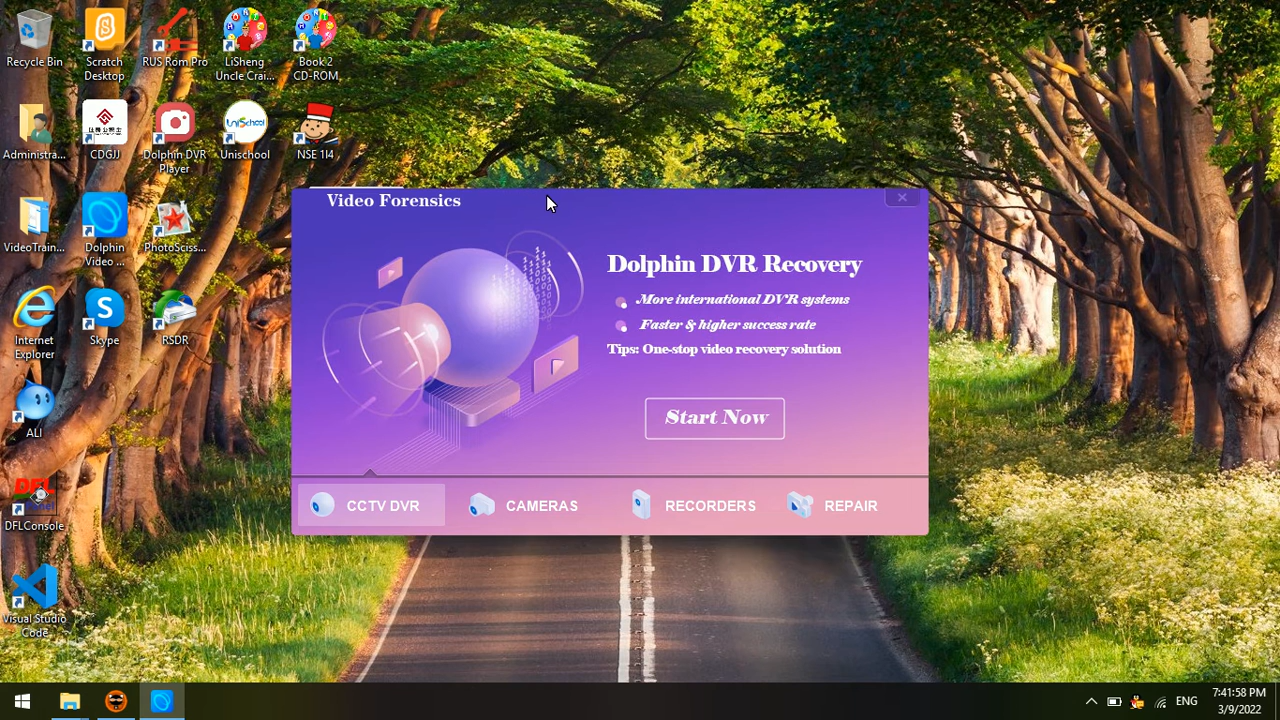 Recycle Bin
Scratch
Desktop
RUS Rom Pro
LiSheng
Uncle Crai...
Book 2
CD-ROM
Administra...
CDGJJ
Dolphin DVR
Player
UniSchool
Unischool
NSE 1I4
VideoTrain...
Dolphin
Video ...
PhotoSciss...
Internet
Explorer
Skype
RSDR
ALI
DFL
DFLConsole
Visual Studio
Code
Video Forensics
Dolphin DVR Recovery
More international DVR systems
Faster & higher success rate
Tips: One-stop video recovery solution
Start Now
CCTV DVR
CAMERAS
RECORDERS
REPAIR
ENG
7:41:58 PM
3/9/2022